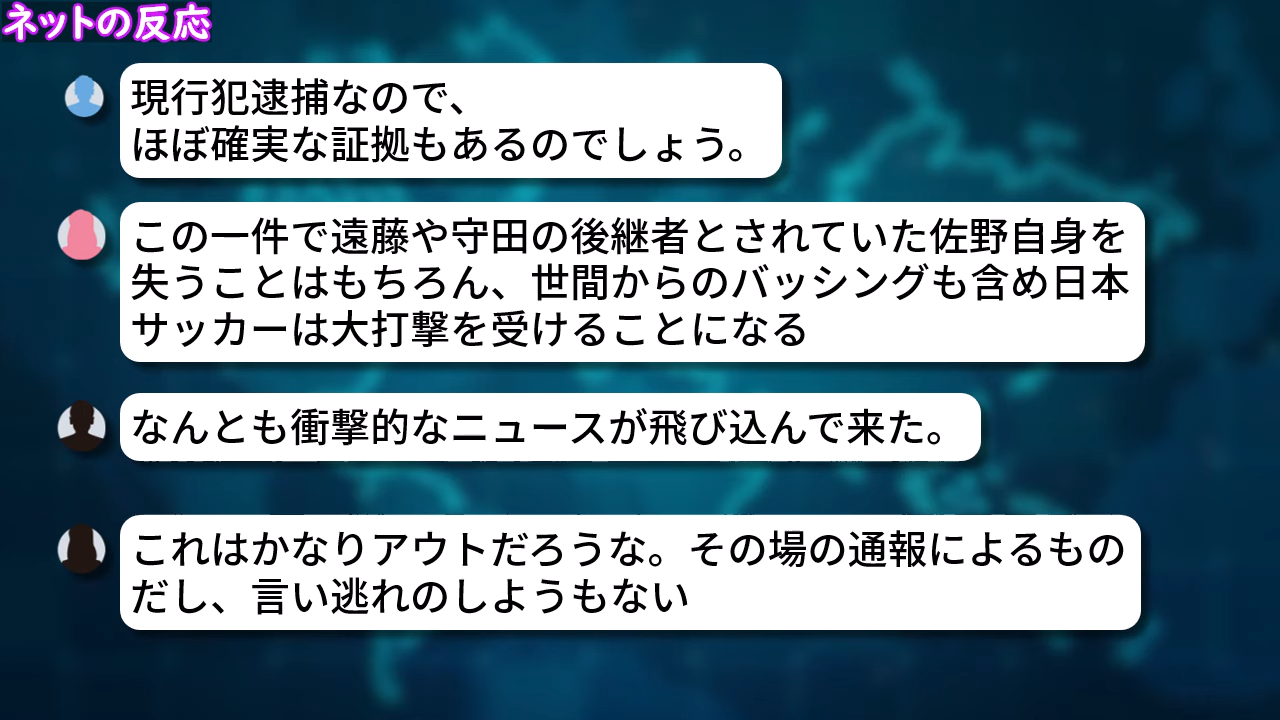 ネットの反応
現行犯逮捕なので、
ほぼ確実な証拠もあるのでしょう。
この一件で遠藤や守田の後継者とされていた佐野自身を
失うことはもちろん、世間からのバッシングも含め日本
サッカーは大打撃を受けることになる
なんとも衝撃的なニュースが飛び込んで来た。
これはかなりアウトだろうな。その場の通報によるもの
だし、言い逃れのしようもない